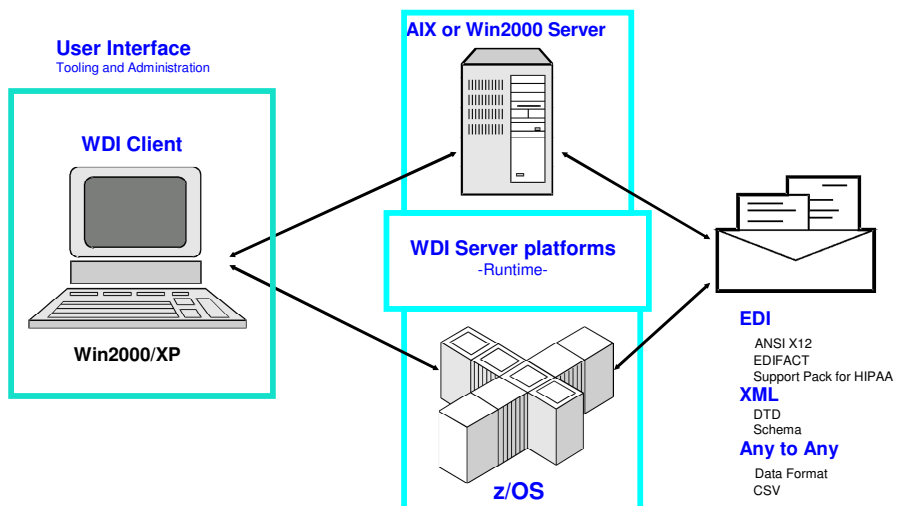 User Interface
Tooling and Administration
WDI Client
Win2000/XP
AIX or Win2000 Server
WDI Server platforms
-Runtime-
z/OS
EDI
ANSI X12
EDIFACT
Support Pack for HIPAA
XML
DTD
Schema
Any to Any
Data Format
CSV